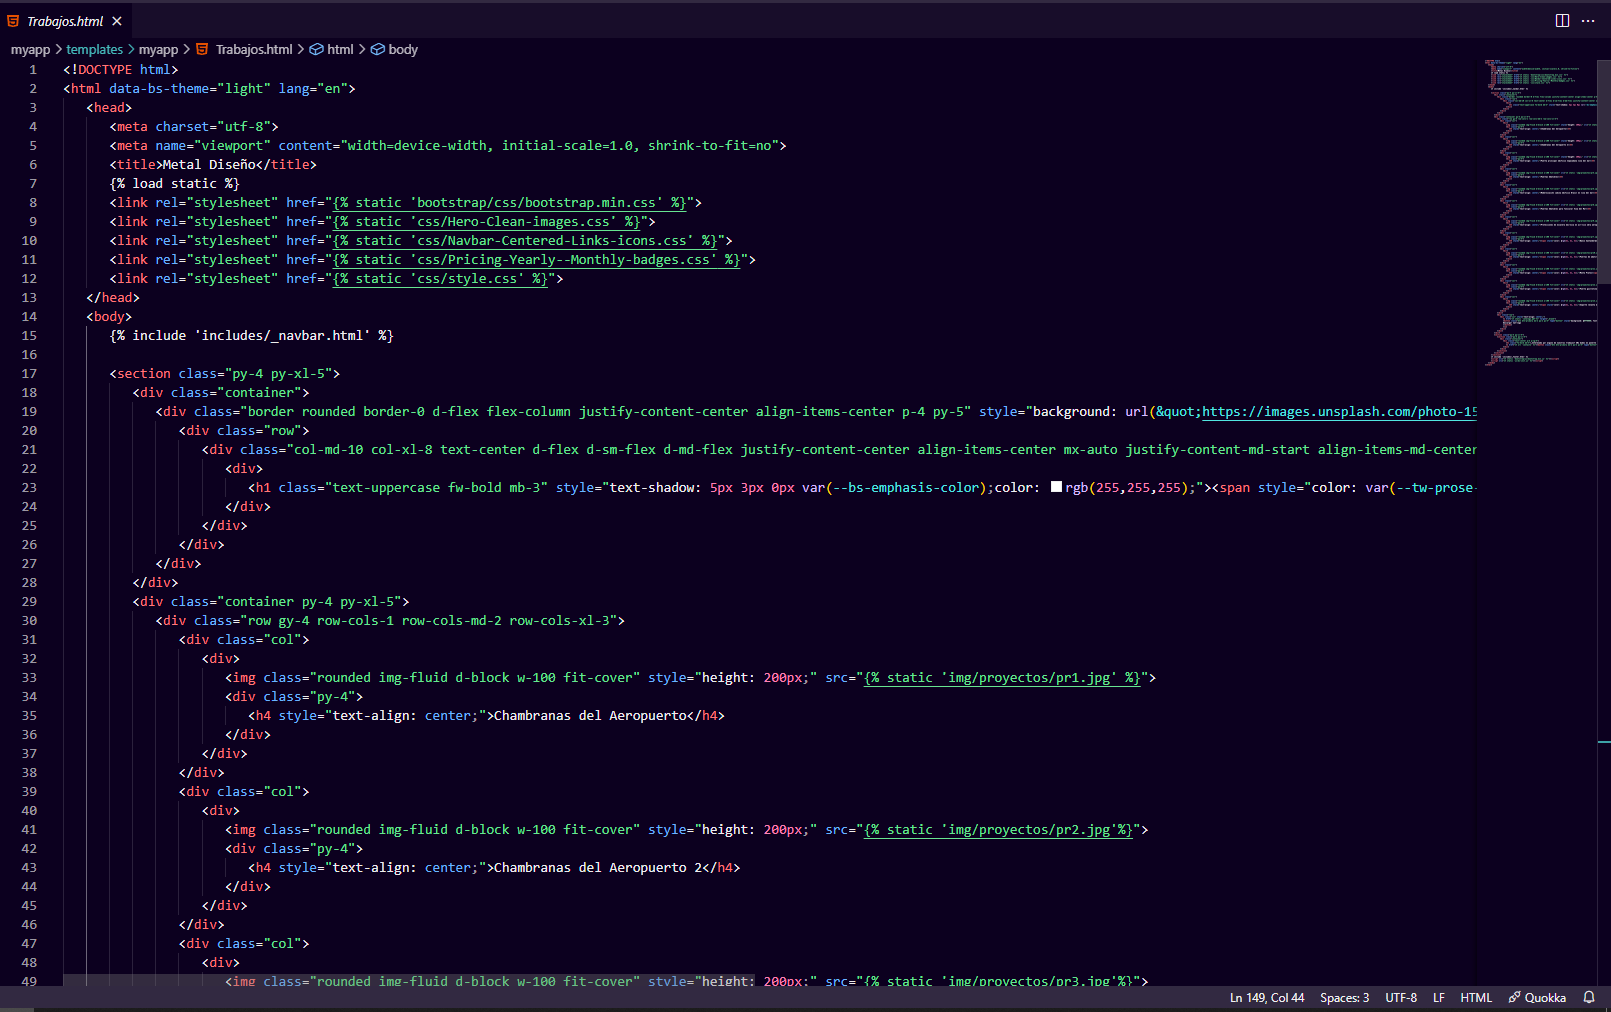 Trabajos.html
myapp > templates > myapp > Trabajos.html > html > body
1 <!DOCTYPE html>
2 <html data-bs-theme="light" lang="en">
3 <head>
4 <meta charset="utf-8">
5 <meta name="viewport" content="width=device-width, initial-scale=1.0, shrink-to-fit=no">
6 <title>Metal Diseño</title>
7 {% load static %}
8 <link rel="stylesheet" href="{% static 'bootstrap/css/bootstrap.min.css' %}">
9 <link rel="stylesheet" href="{% static 'css/Hero-Clean-images.css' %}">
10 <link rel="stylesheet" href="{% static 'css/Navbar-Centered-Links-icons.css' %}">
11 <link rel="stylesheet" href="{% static 'css/Pricing-Yearly--Monthly-badges.css' %}">
12 <link rel="stylesheet" href="{% static 'css/style.css' %}">
13 </head>
14 <body>
15 {% include 'includes/_navbar.html' %}
16
17 <section class="py-4 py-xl-5">
18 <div class="container">
19 <div class="border rounded border-0 d-flex flex-column justify-content-center align-items-center p-4 py-5" style="background: url(&quot;https://images.unsplash.com/photo-15
20 <div class="row">
21 <div class="col-md-10 col-xl-8 text-center d-flex d-sm-flex d-md-flex justify-content-center align-items-center mx-auto justify-content-md-start align-items-md-center
22 <div>
23 <h1 class="text-uppercase fw-bold mb-3" style="text-shadow: 5px 3px 0px var(--bs-emphasis-color);color: rgb(255,255,255);"><span style="color: var(--tw-prose-
24 </div>
25 </div>
26 </div>
27 </div>
28 </div>
29 <div class="container py-4 py-xl-5">
30 <div class="row gy-4 row-cols-1 row-cols-md-2 row-cols-xl-3">
31 <div class="col">
32 <div>
33 <img class="rounded img-fluid d-block w-100 fit-cover" style="height: 200px;" src="{% static 'img/proyectos/pr1.jpg' %}">
34 <div class="py-4">
35 <h4 style="text-align: center;">Chambranas del Aeropuerto</h4>
36 </div>
37 </div>
38 </div>
39 <div class="col">
40 <div>
41 <img class="rounded img-fluid d-block w-100 fit-cover" style="height: 200px;" src="{% static 'img/proyectos/pr2.jpg'%}">
42 <div class="py-4">
43 <h4 style="text-align: center;">Chambranas del Aeropuerto 2</h4>
44 </div>
45 </div>
46 </div>
47 <div class="col">
48 <div>
49 <img class="rounded img-fluid d-block w-100 fit-cover" style="height: 200px;" src="{% static 'img/proyectos/pr3.jpg'%}">
Ln 149, Col 44 Spaces: 3 UTF-8 LF HTML Quokka